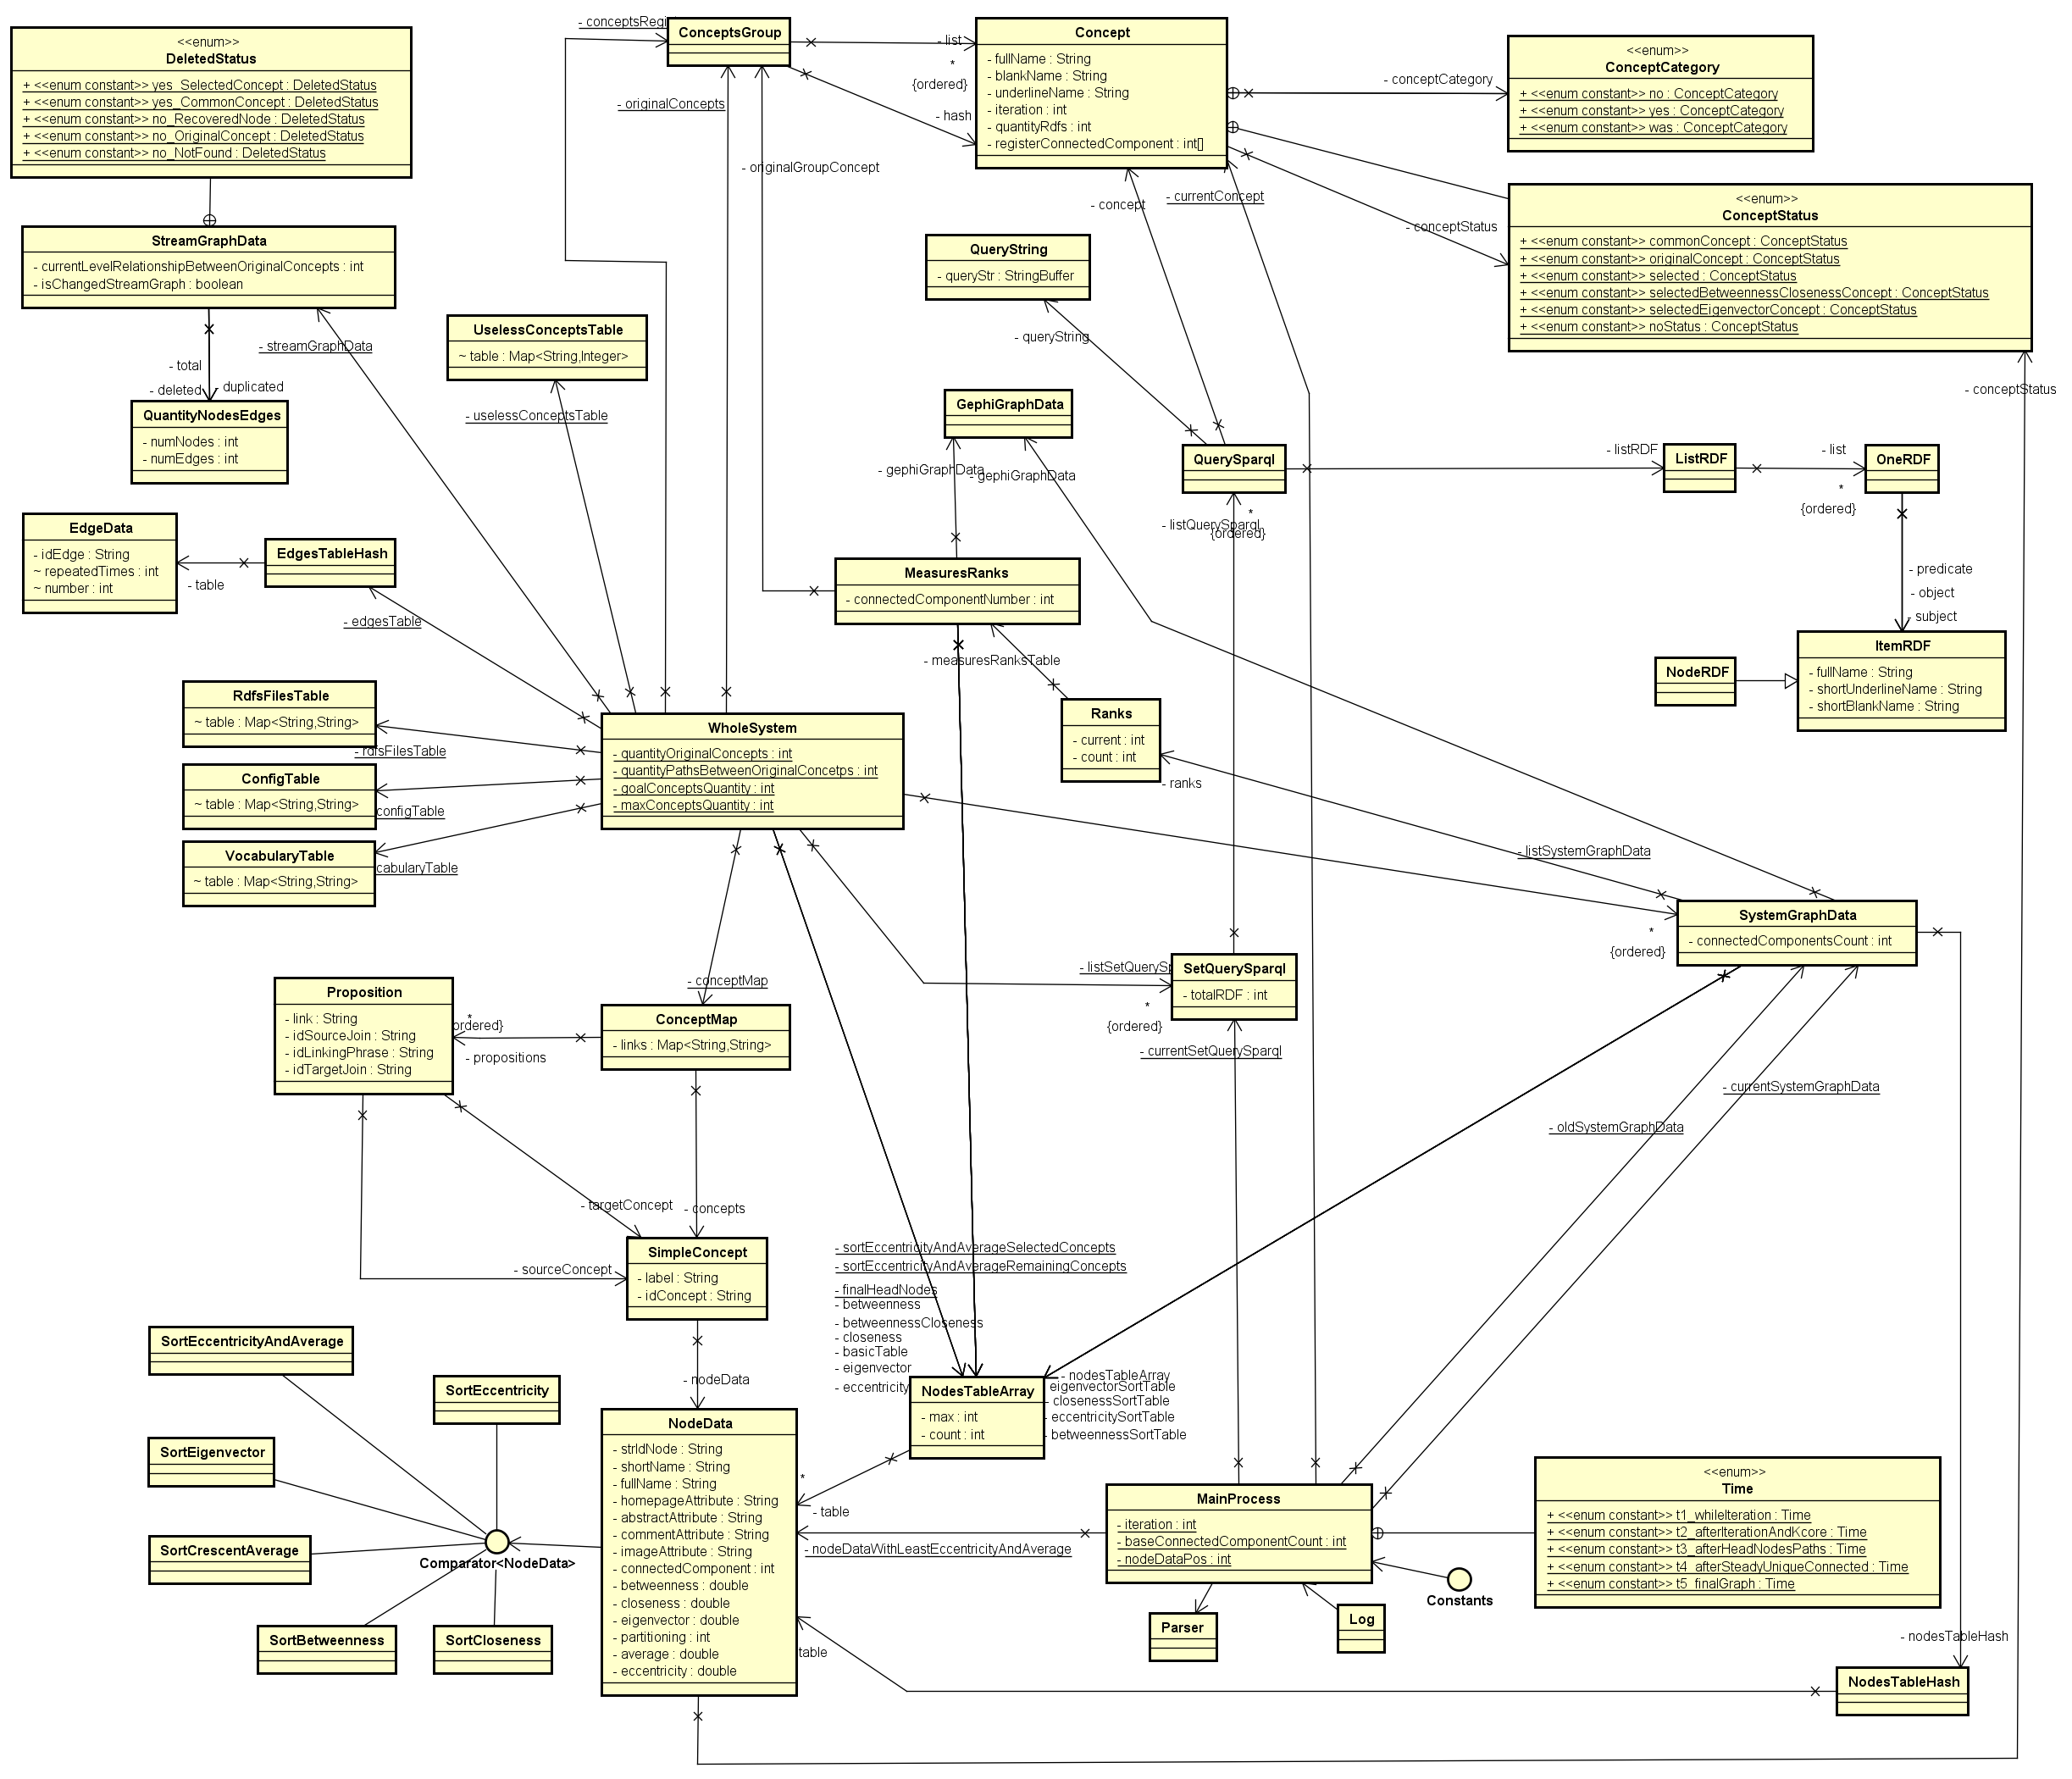 <<enum>>
DeletedStatus
+ <<enum constant>> yes_SelectedConcept : DeletedStatus
+ <<enum constant>> yes_CommonConcept : DeletedStatus
+ <<enum constant>> no_RecoveredNode : DeletedStatus
+ <<enum constant>> no_OriginalConcept : DeletedStatus
+ <<enum constant>> no_NotFound : DeletedStatus
- conceptsRegi
ConceptsGroup
- list
*
{ordered}
- hash
Concept
- fullName : String
- blankName : String
- underlineName : String
- iteration : int
- quantityRdfs : int
- registerConnectedComponent : int[]
- conceptCategory
<<enum>>
ConceptCategory
+ <<enum constant>> no : ConceptCategory
+ <<enum constant>> yes : ConceptCategory
+ <<enum constant>> was : ConceptCategory
- originalConcepts
- originalGroupConcept
- concept
- currentConcept
- conceptStatus
<<enum>>
ConceptStatus
+ <<enum constant>> commonConcept : ConceptStatus
+ <<enum constant>> originalConcept : ConceptStatus
+ <<enum constant>> selected : ConceptStatus
+ <<enum constant>> selectedBetweennessClosenessConcept : ConceptStatus
+ <<enum constant>> selectedEigenvectorConcept : ConceptStatus
+ <<enum constant>> noStatus : ConceptStatus
- conceptStatus
StreamGraphData
- currentLevelRelationshipBetweenOriginalConcepts : int
- isChangedStreamGraph : boolean
- streamGraphData
- total
- deleted
- duplicated
QuantityNodesEdges
- numNodes : int
- numEdges : int
UselessConceptsTable
~ table : Map<String,Integer>
- uselessConceptsTable
QueryString
- queryStr : StringBuffer
- queryString
GephiGraphData
- gephiGraphData
- gephiGraphData
QuerySparql
- listRDF
ListRDF
- list
*
{ordered}
OneRDF
- listQuerySparql
*
{ordered}
- predicate
- object
- subject
ItemRDF
- fullName : String
- shortUnderlineName : String
- shortBlankName : String
NodeRDF
EdgeData
- idEdge : String
~ repeatedTimes : int
~ number : int
- table
EdgesTableHash
- edgesTable
MeasuresRanks
- connectedComponentNumber : int
- measuresRanksTable
Ranks
- current : int
- count : int
- ranks
RdfsFilesTable
~ table : Map<String,String>
- rdfsFilesTable
ConfigTable
~ table : Map<String,String>
configTable
VocabularyTable
~ table : Map<String,String>
cabularyTable
WholeSystem
- quantityOriginalConcepts : int
- quantityPathsBetweenOriginalConcetps : int
- goalConceptsQuantity : int
- maxConceptsQuantity : int
- listSystemGraphData
*
{ordered}
SystemGraphData
- connectedComponentsCount : int
- conceptMap
- listSetQuerySp
*
{ordered}
SetQuerySparql
- totalRDF : int
- currentSetQuerySparql
Proposition
- link : String
- idSourceJoin : String
- idLinkingPhrase : String
- idTargetJoin : String
*
ordered}
- propositions
ConceptMap
- links : Map<String,String>
- currentSystemGraphData
- oldSystemGraphData
- targetConcept
- concepts
- sourceConcept
SimpleConcept
- label : String
- idConcept : String
- nodeData
- sortEccentricityAndAverageSelectedConcepts
- sortEccentricityAndAverageRemainingConcepts
- finalHeadNodes
- betweenness
- betweennessCloseness
- closeness
- basicTable
- eigenvector
- eccentricity
NodesTableArray
- max : int
- count : int
- nodesTableArray
eigenvectorSortTable
- closenessSortTable
- eccentricitySortTable
- betweennessSortTable
*
- table
SortEccentricityAndAverage
SortEccentricity
SortEigenvector
SortCrescentAverage
SortBetweenness
SortCloseness
Comparator<NodeData>
NodeData
- strIdNode : String
- shortName : String
- fullName : String
- homepageAttribute : String
- abstractAttribute : String
- commentAttribute : String
- imageAttribute : String
- connectedComponent : int
- betweenness : double
- closeness : double
- eigenvector : double
- partitioning : int
- average : double
- eccentricity : double
- nodeDataWithLeastEccentricityAndAverage
table
MainProcess
- iteration : int
- baseConnectedComponentCount : int
- nodeDataPos : int
Parser
Log
Constants
<<enum>>
Time
+ <<enum constant>> t1_whileIteration : Time
+ <<enum constant>> t2_afterIterationAndKcore : Time
+ <<enum constant>> t3_afterHeadNodesPaths : Time
+ <<enum constant>> t4_afterSteadyUniqueConnected : Time
+ <<enum constant>> t5_finalGraph : Time
- nodesTableHash
NodesTableHash